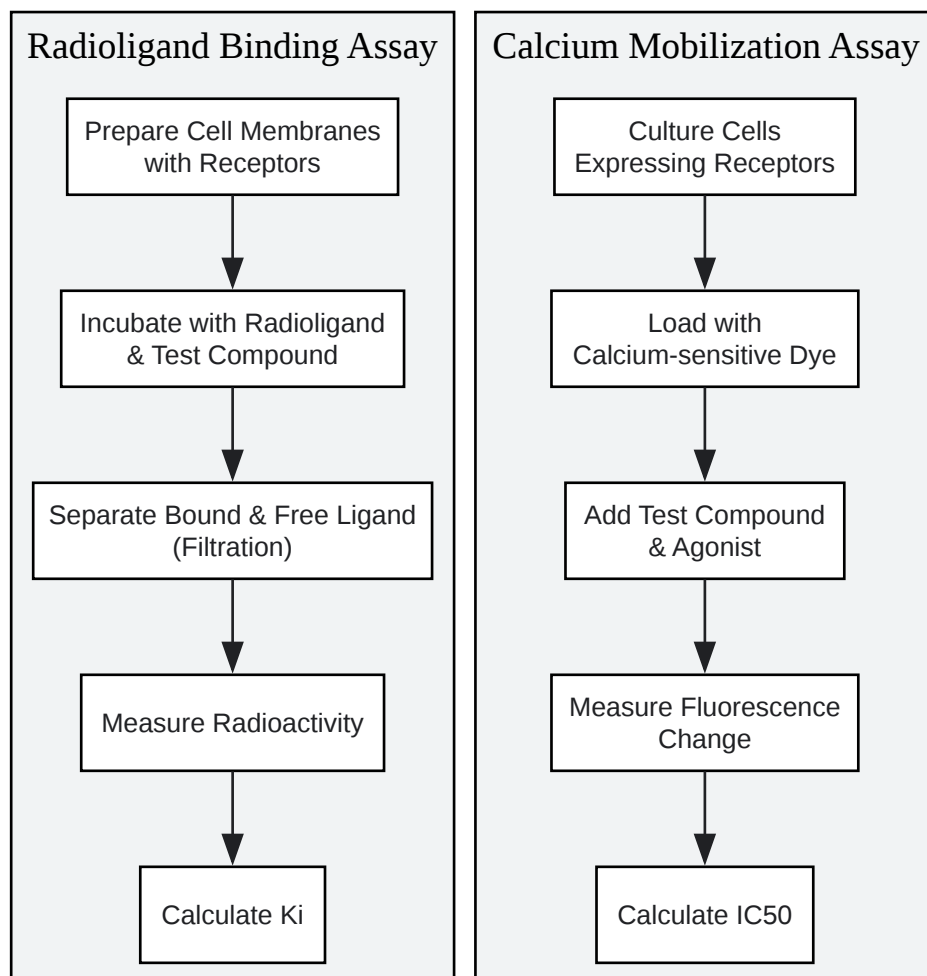 Radioligand Binding Assay
Prepare Cell Membranes
with Receptors
Incubate with Radioligand
& Test Compound
Separate Bound & Free Ligand
(Filtration)
Measure Radioactivity
Calculate Ki
Calcium Mobilization Assay
Culture Cells
Expressing Receptors
Load with
Calcium-sensitive Dye
Add Test Compound
& Agonist
Measure Fluorescence
Change
Calculate IC50